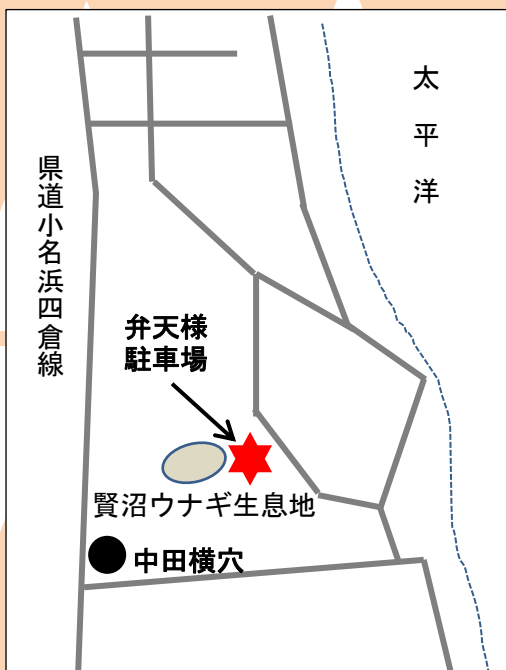 太平洋
県道小名浜四倉線
弁天様
駐車場
賢沼ウナギ生息地
中田横穴